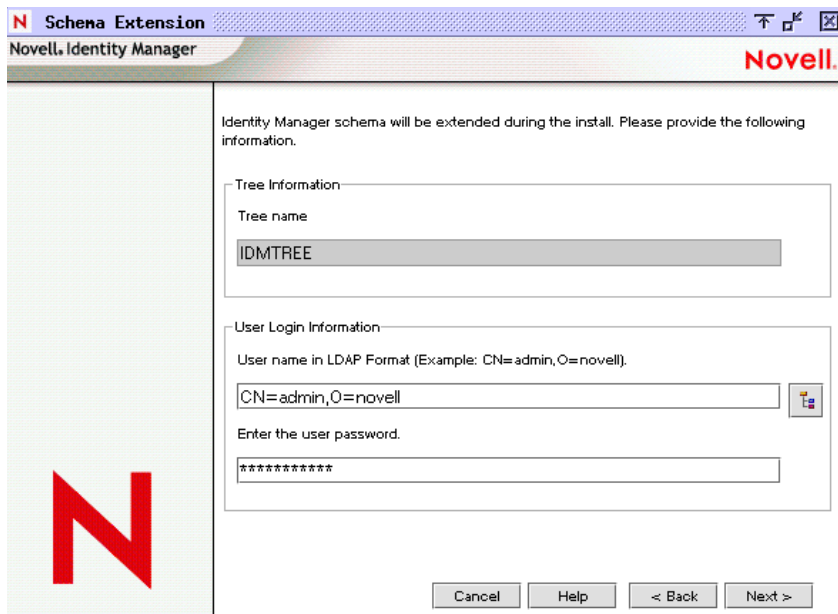 N Schema Extension
Novell. Identity Manager
Novell.
Identity Manager schema will be extended during the install. Please provide the following
information.
Tree Information
Tree name
IDMTREE
User Login Information
User name in LDAP Format (Example: CN=admin,O=novell).
CN=admin,O=novell
Enter the user password.
***********
N
Cancel Help < Back Next >